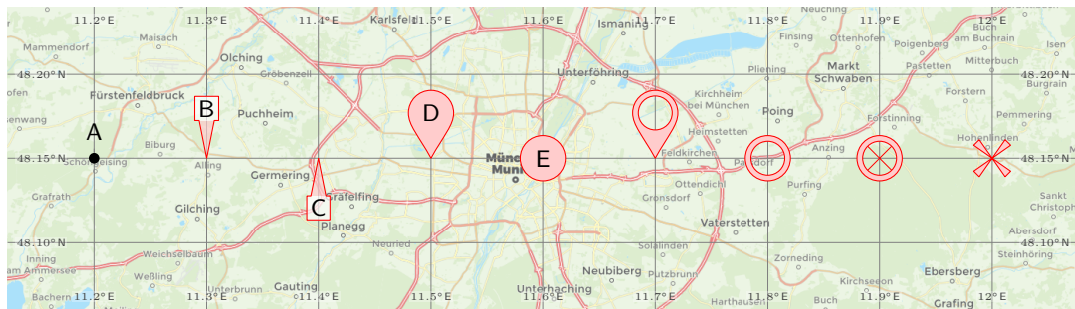 11.2°E 11.3°E 11.4°E 11.5°E 11.6°E 11.7°E 11.8°E 11.9°E 12°E
Karlsfeld
Ismaning
Neuching
Buch
am Buchrain
Maisach
Mammendorf
Olching
Finsing
Ottenhofen
Poigenberg
Isen
Mitterbuch
48.20°N
48.20°N
Gröbenzell
Unterföhring
Pliening
Markt
Schwaben
Pastetten
Burgrain
Fürstenfeldbruck
Puchheim
Kirchheim
bei München
Poing
Forstern
Pemmering
B
D
A
Heimstetten
Forstinning
Hohenlinden
Biburg
Feldkirchen
Anzing
48.15°N
48.15°N
Schöngeising
Alling
E
Germering
Ottendichl
Purfing
Grafrath
Gräfelfing
Gronsdorf
Gilching
C
Planegg
Vaterstetten
Sankt
Abersdorf
48.10°N
48.10°N
Neuried
Solalinden
Weichselbaum
Zorneding
Steinhöring
Inning
am Ammersee
Weßling
Neubiberg
Putzbrunn
Ebersberg
Kirchseeon
Bachern
Unterbrunn
Gauting
Unterhaching
Harthausen
Buch
Grafing
11.2°E 11.3°E 11.4°E 11.5°E 11.6°E 11.7°E 11.8°E 11.9°E 12°E